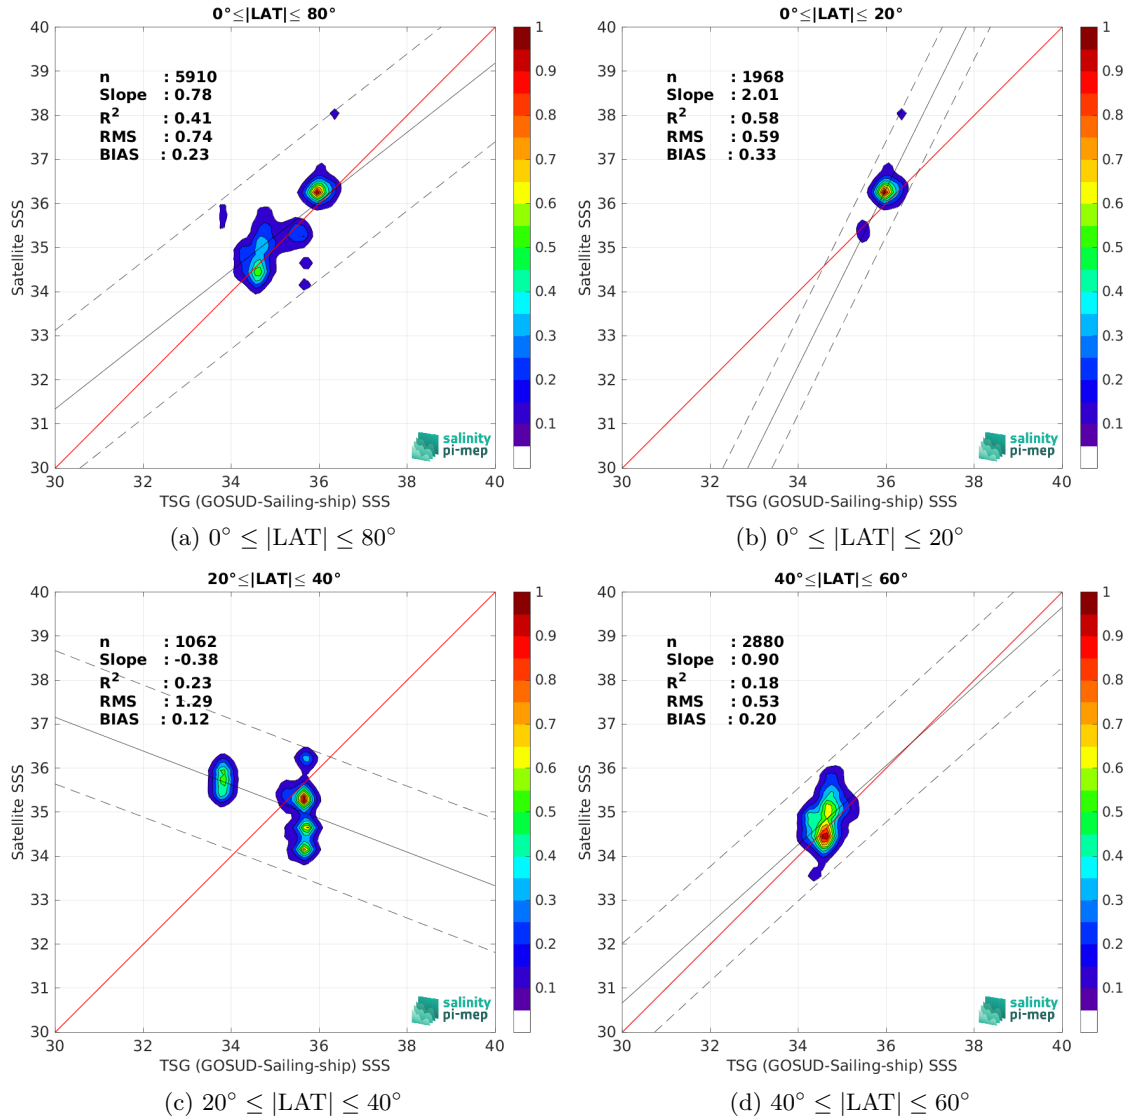 0°≤|LAT|≤ 80°
40
39
38
37
36
35
34
33
32
31
30
Satellite SSS
n : 5910
Slope : 0.78
R² : 0.41
RMS : 0.74
BIAS : 0.23
salinity
pi-mep
30 32 34 36 38 40
TSG (GOSUD-Sailing-ship) SSS
1
0.9
0.8
0.7
0.6
0.5
0.4
0.3
0.2
0.1
(a) 0° ≤ |LAT| ≤ 80°
0°≤|LAT|≤ 20°
40
39
38
37
36
35
34
33
32
31
30
Satellite SSS
n : 1968
Slope : 2.01
R² : 0.58
RMS : 0.59
BIAS : 0.33
salinity
pi-mep
30 32 34 36 38 40
TSG (GOSUD-Sailing-ship) SSS
1
0.9
0.8
0.7
0.6
0.5
0.4
0.3
0.2
0.1
(b) 0° ≤ |LAT| ≤ 20°
20°≤|LAT|≤ 40°
40
39
38
37
36
35
34
33
32
31
30
Satellite SSS
n : 1062
Slope : -0.38
R² : 0.23
RMS : 1.29
BIAS : 0.12
salinity
pi-mep
30 32 34 36 38 40
TSG (GOSUD-Sailing-ship) SSS
1
0.9
0.8
0.7
0.6
0.5
0.4
0.3
0.2
0.1
(c) 20° ≤ |LAT| ≤ 40°
40°≤|LAT|≤ 60°
40
39
38
37
36
35
34
33
32
31
30
Satellite SSS
n : 2880
Slope : 0.90
R² : 0.18
RMS : 0.53
BIAS : 0.20
salinity
pi-mep
30 32 34 36 38 40
TSG (GOSUD-Sailing-ship) SSS
1
0.9
0.8
0.7
0.6
0.5
0.4
0.3
0.2
0.1
(d) 40° ≤ |LAT| ≤ 60°